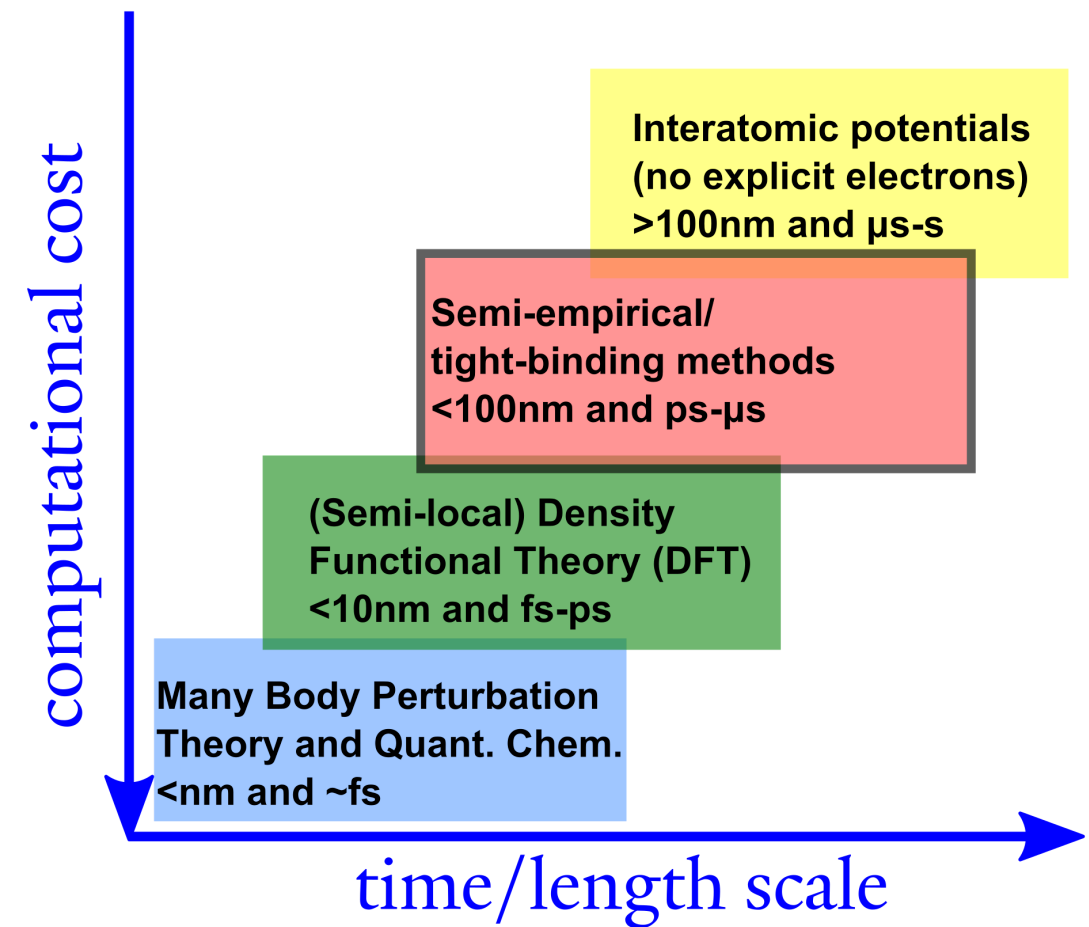 computational cost
Interatomic potentials
(no explicit electrons)
>100nm and µs-s
Semi-empirical/
tight-binding methods
<100nm and ps-µs
(Semi-local) Density
Functional Theory (DFT)
<10nm and fs-ps
Many Body Perturbation
Theory and Quant. Chem.
<nm and ~fs
time/length scale